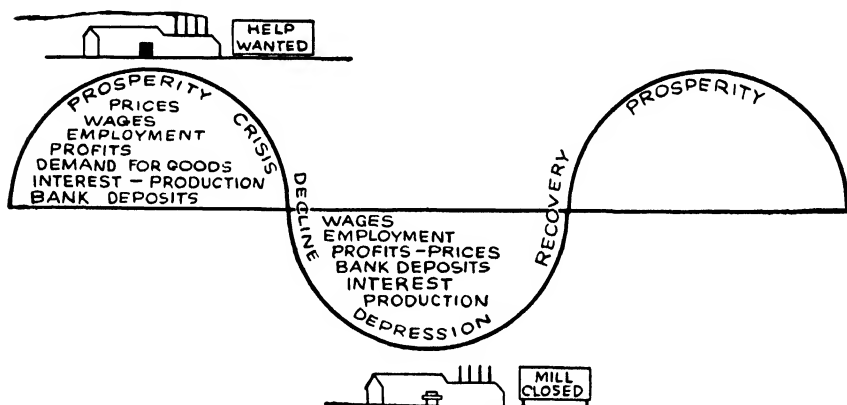 HELP
WANTED
PROSPERITY
CRISIS
PRICES
WAGES
EMPLOYMENT
PROFITS
DEMAND FOR GOODS
INTEREST - PRODUCTION
BANK DEPOSITS
DECLINE
WAGES
EMPLOYMENT
PROFITS - PRICES
BANK DEPOSITS
INTEREST
PRODUCTION
DEPRESSION
RECOVERY
PROSPERITY
MILL
CLOSED